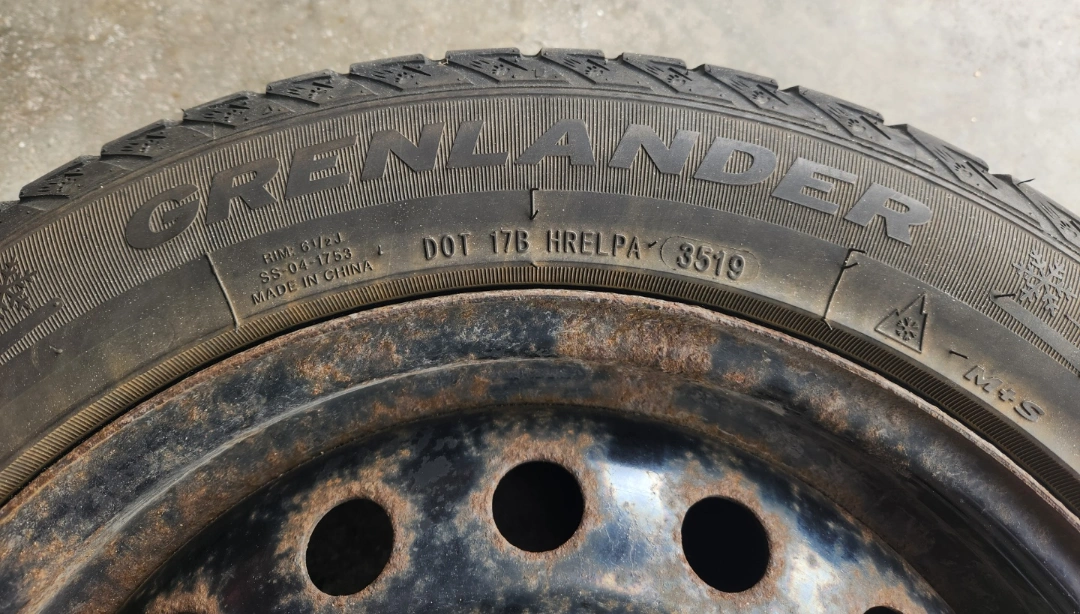 GRENLANDER
RIM: 6½J
SS-04-1753
MADE IN CHINA
DOT 17B HRELPA 3519
M+S